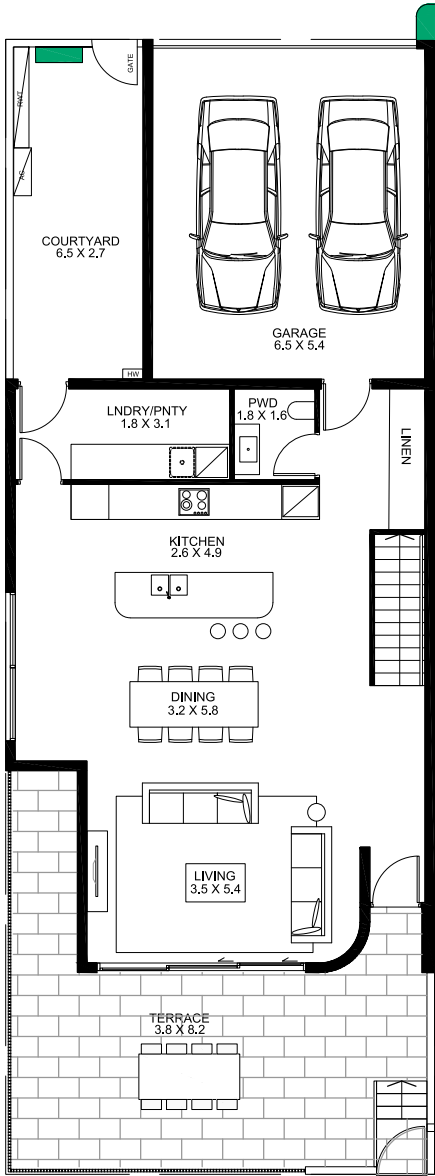 GATE
RWT
AC
COURTYARD
6.5 X 2.7
GARAGE
6.5 X 5.4
HW
LNDRY/PNTY
1.8 X 3.1
PWD
1.8 X 1.6
LINEN
KITCHEN
2.6 X 4.9
DINING
3.2 X 5.8
LIVING
3.5 X 5.4
TERRACE
3.8 X 8.2